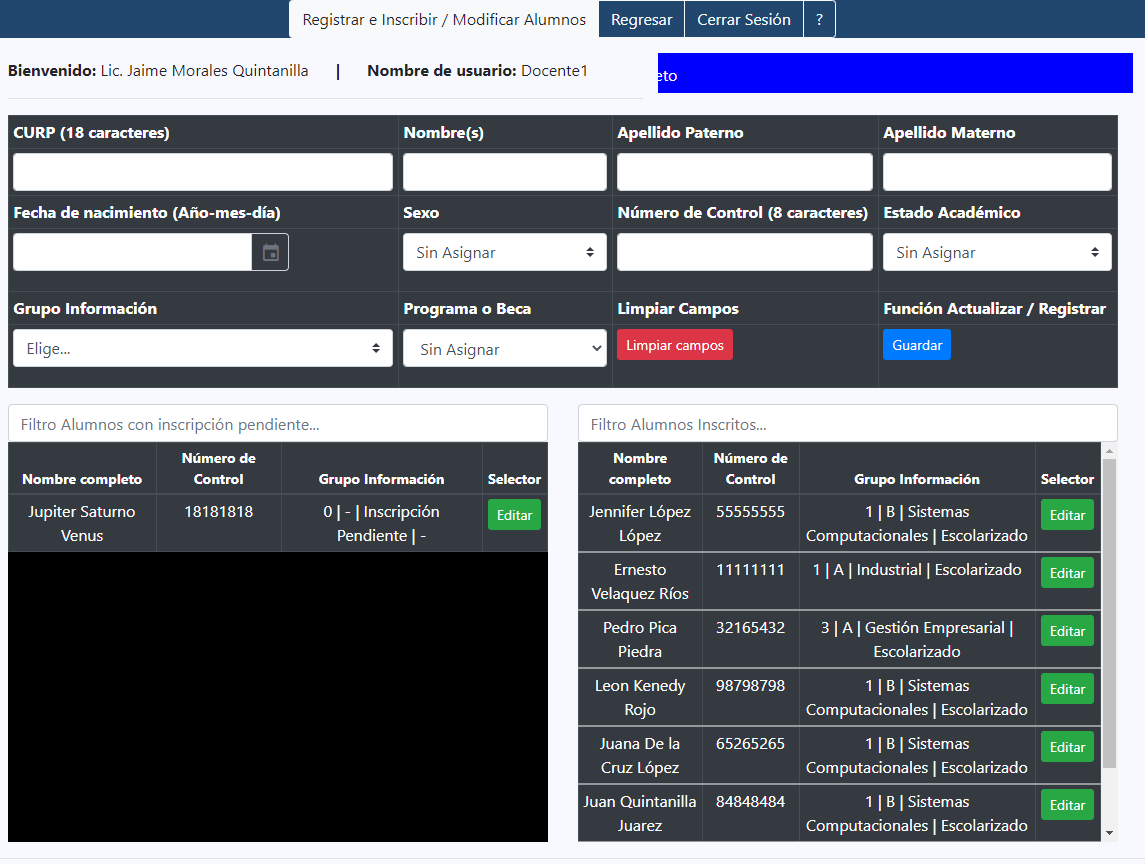 Registrar e Inscribir / Modificar Alumnos Regresar Cerrar Sesión ?
Bienvenido: Lic. Jaime Morales Quintanilla | Nombre de usuario: Docente1
eto
CURP (18 caracteres) Nombre(s) Apellido Paterno Apellido Materno
Fecha de nacimiento (Año-mes-día) Sexo Número de Control (8 caracteres) Estado Académico
Sin Asignar Sin Asignar
Grupo Información Programa o Beca Limpiar Campos Función Actualizar / Registrar
Elige... Sin Asignar Limpiar campos Guardar
Filtro Alumnos con inscripción pendiente...
Nombre completo
Número de
Control
Grupo Información
Selector
Jupiter Saturno
Venus
18181818
0 | - | Inscripción
Pendiente | -
Editar
Filtro Alumnos Inscritos...
Nombre
completo
Número de
Control
Grupo Información
Selector
Jennifer López
López
55555555
1 | B | Sistemas
Computacionales | Escolarizado
Editar
Ernesto
Velaquez Ríos
11111111
1 | A | Industrial | Escolarizado
Editar
Pedro Pica
Piedra
32165432
3 | A | Gestión Empresarial |
Escolarizado
Editar
Leon Kenedy
Rojo
98798798
1 | B | Sistemas
Computacionales | Escolarizado
Editar
Juana De la
Cruz López
65265265
1 | B | Sistemas
Computacionales | Escolarizado
Editar
Juan Quintanilla
Juarez
84848484
1 | B | Sistemas
Computacionales | Escolarizado
Editar